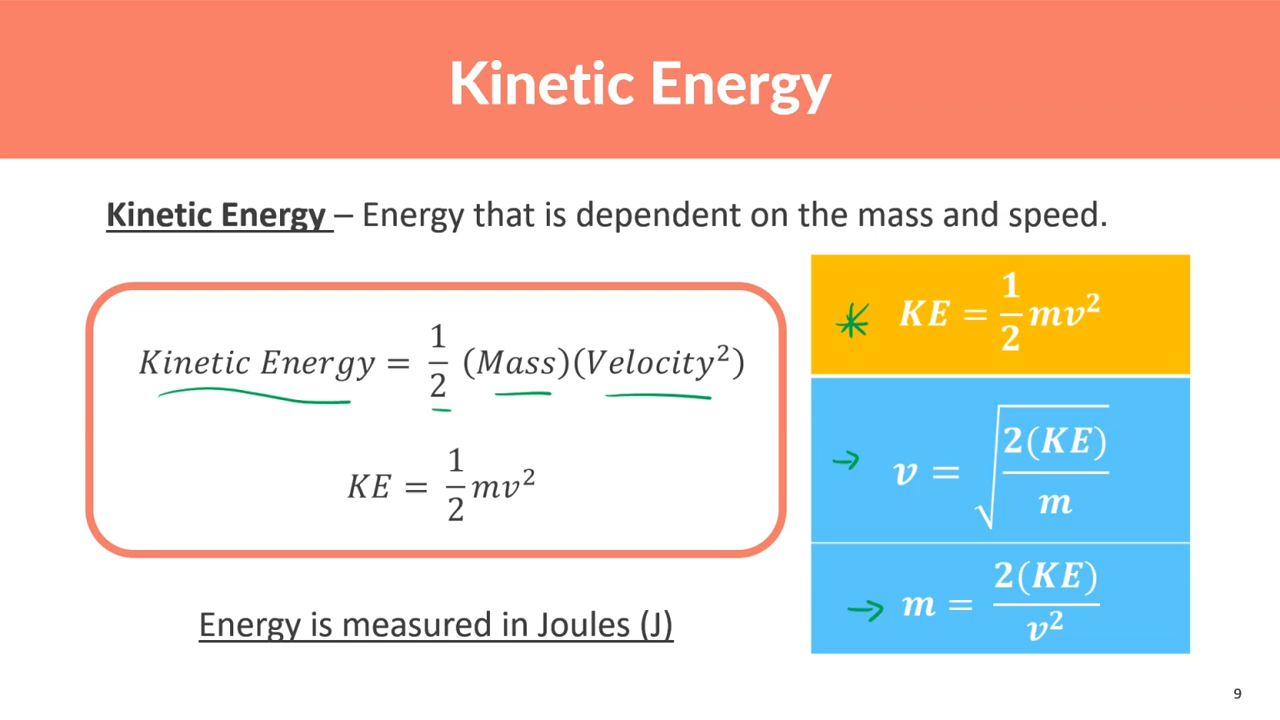 Kinetic Energy
Kinetic Energy – Energy that is dependent on the mass and speed.
Kinetic Energy = 1/2 (Mass)(Velocity²)
KE = 1/2 mv²
Energy is measured in Joules (J)
* KE = 1/2 mv²
→ v = √(2(KE)/m)
→ m = 2(KE)/v²
9